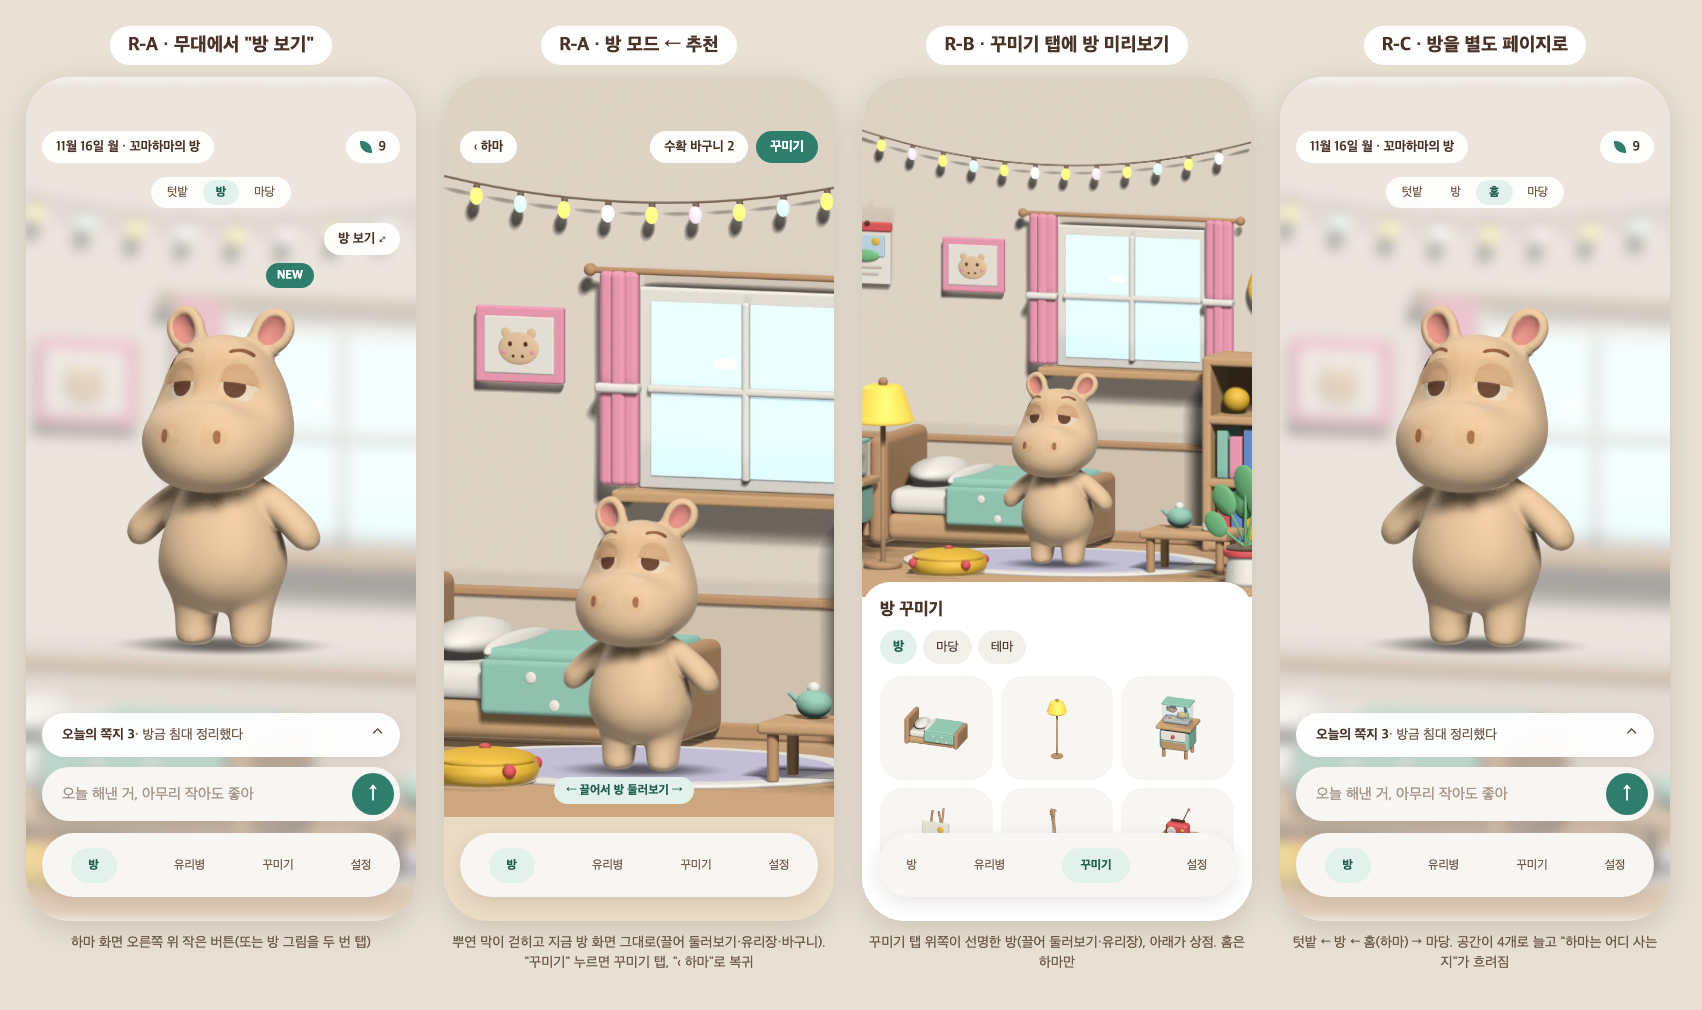 R-A · 무대에서 "방 보기"
11월 16일 월 · 꼬마하마의 방
9
텃밭
방
마당
방 보기 ⤢
NEW
오늘의 쪽지 3 · 방금 침대 정리했다
오늘 해낸 거, 아무리 작아도 좋아
↑
방
유리병
꾸미기
설정
하마 화면 오른쪽 위 작은 버튼(또는 방 그림을 두 번 탭)
R-A · 방 모드 ← 추천
‹ 하마
수확 바구니 2
꾸미기
← 끌어서 방 둘러보기 →
방
유리병
꾸미기
설정
뿌연 막이 걷히고 지금 방 화면 그대로(끌어 둘러보기·유리장·바구니).
"꾸미기" 누르면 꾸미기 탭, "‹ 하마"로 복귀
R-B · 꾸미기 탭에 방 미리보기
방 꾸미기
방
마당
테마
방
유리병
꾸미기
설정
꾸미기 탭 위쪽이 선명한 방(끌어 둘러보기·유리장), 아래가 상점. 홈은
하마만
R-C · 방을 별도 페이지로
11월 16일 월 · 꼬마하마의 방
9
텃밭
방
홈
마당
오늘의 쪽지 3 · 방금 침대 정리했다
오늘 해낸 거, 아무리 작아도 좋아
↑
방
유리병
꾸미기
설정
텃밭 ← 방 ← 홈(하마) → 마당. 공간이 4개로 늘고 "하마는 어디 사는
지"가 흐려짐